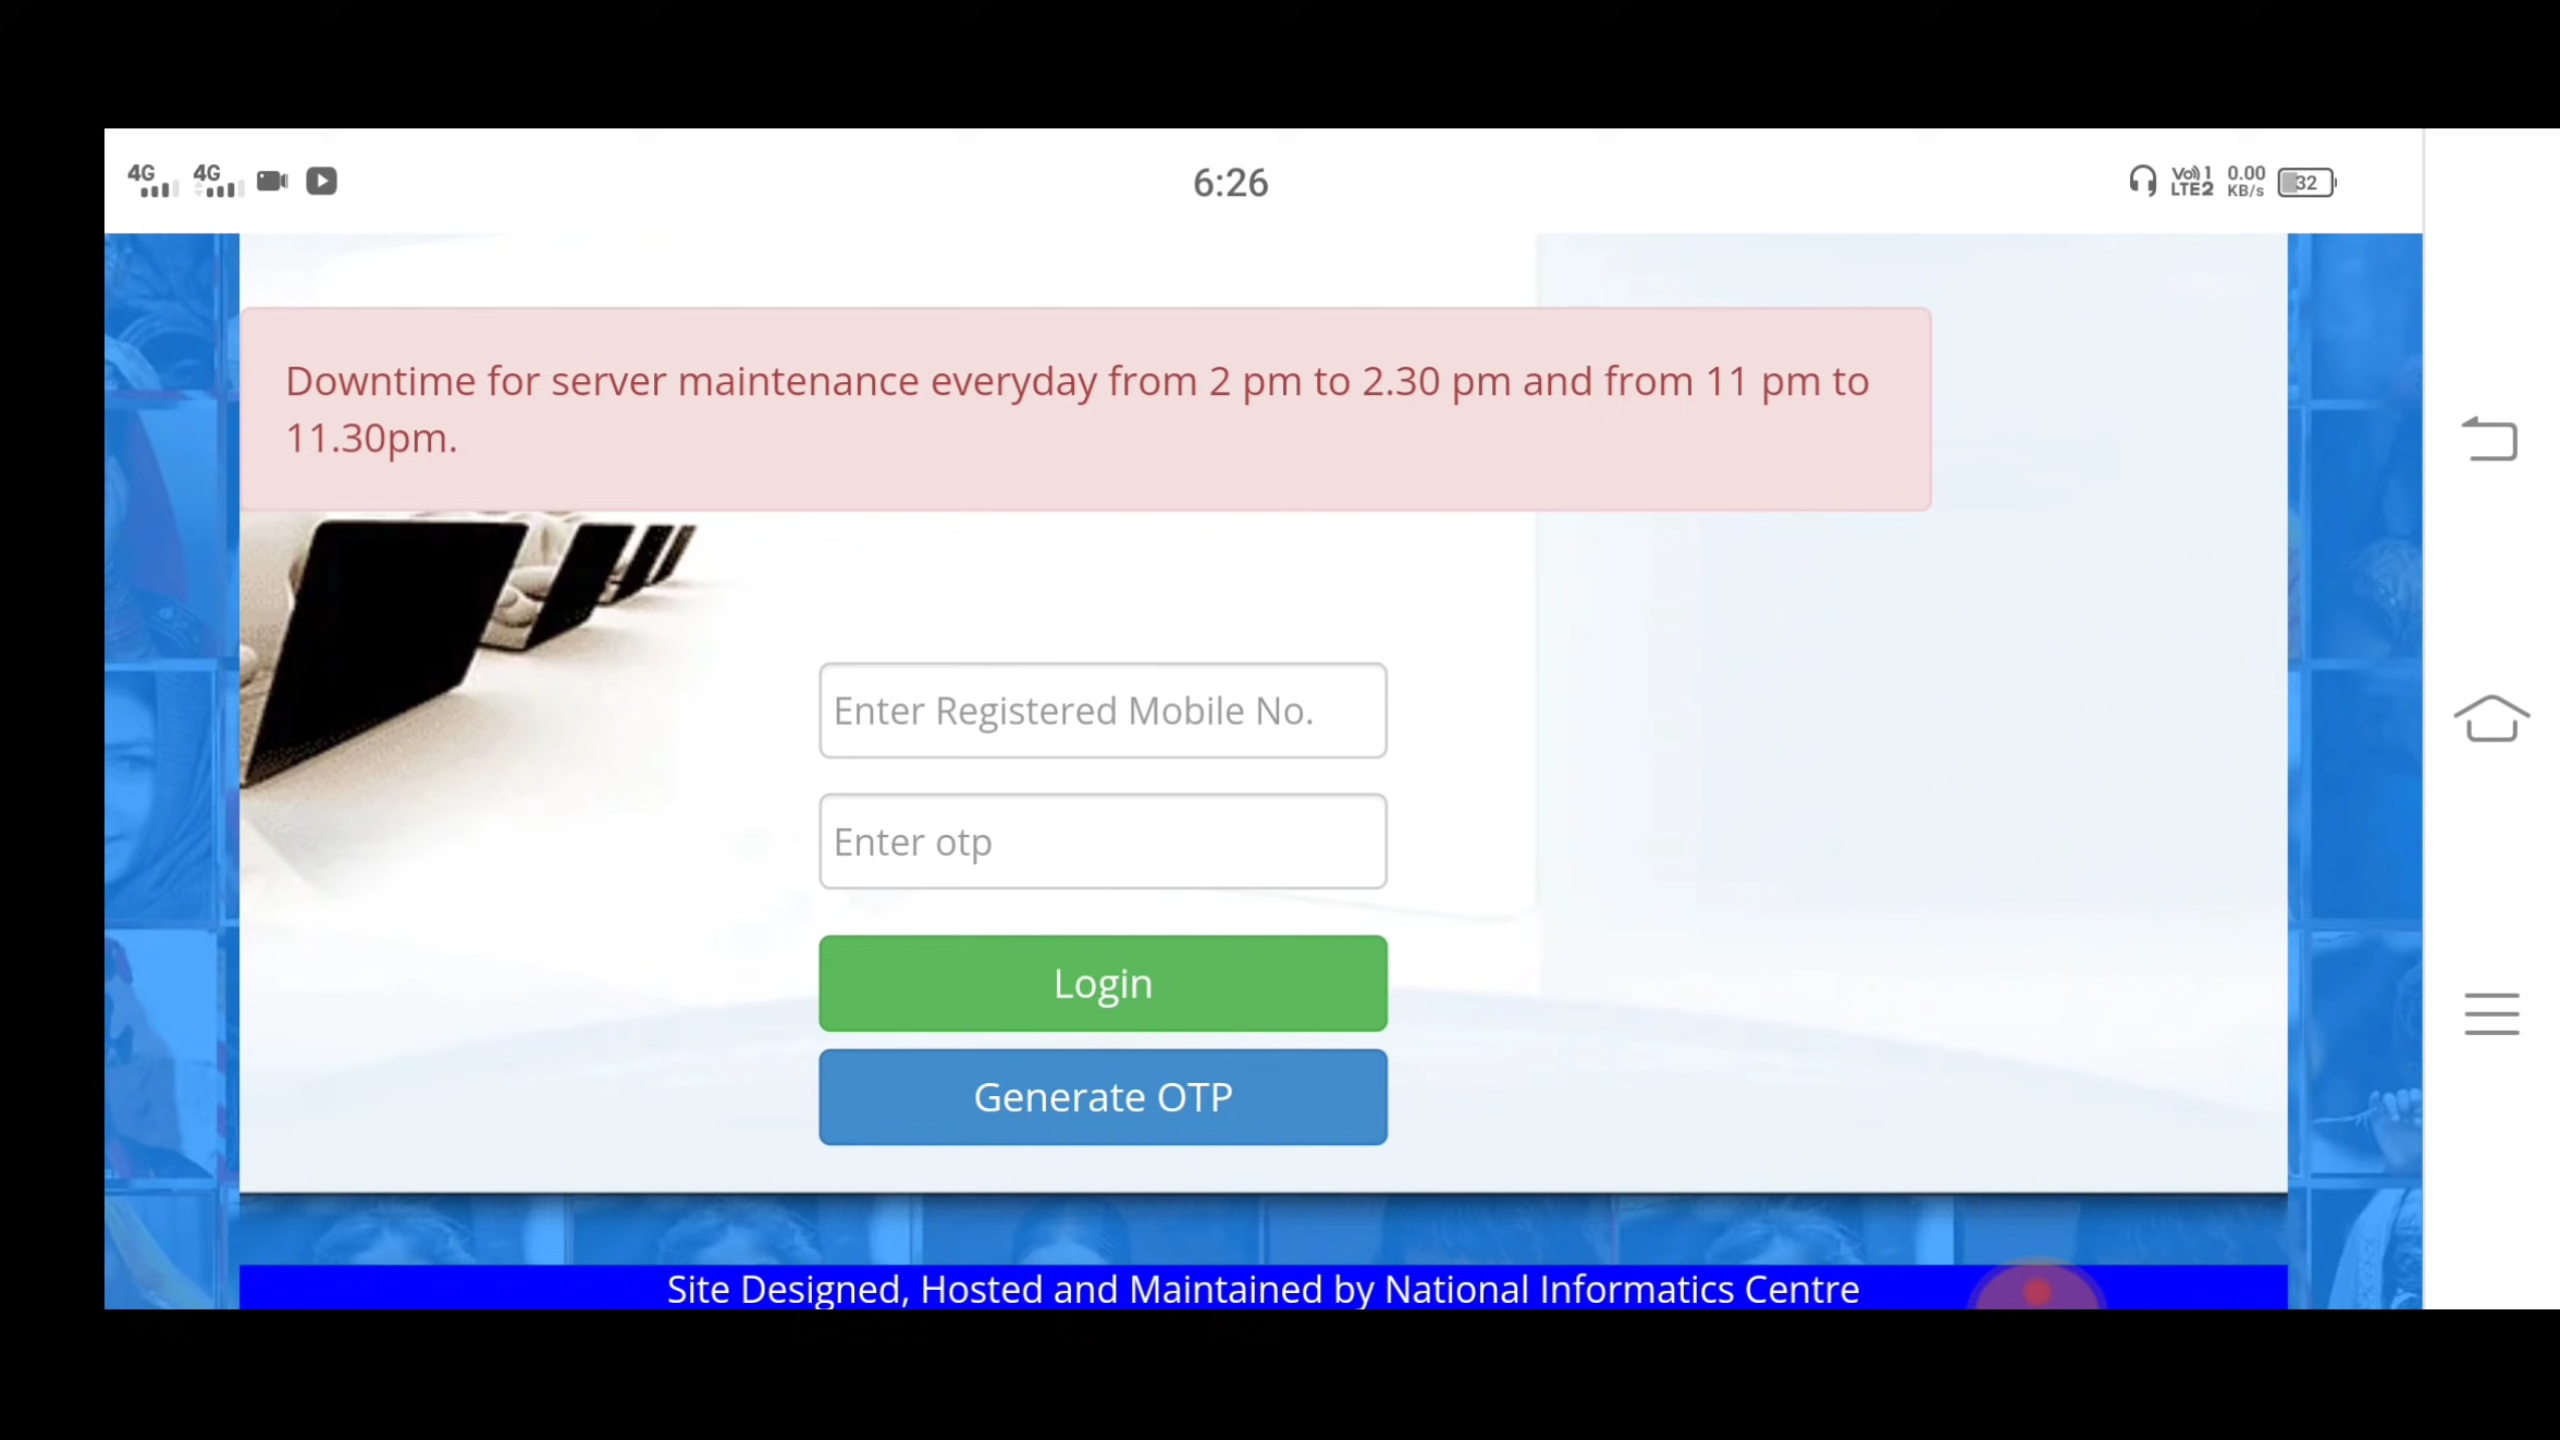 4G 4G 6:26 Vo)) 1 LTE2 0.00 KB/s 32
Downtime for server maintenance everyday from 2 pm to 2.30 pm and from 11 pm to
11.30pm.
Enter Registered Mobile No.
Enter otp
Login
Generate OTP
Site Designed, Hosted and Maintained by National Informatics Centre